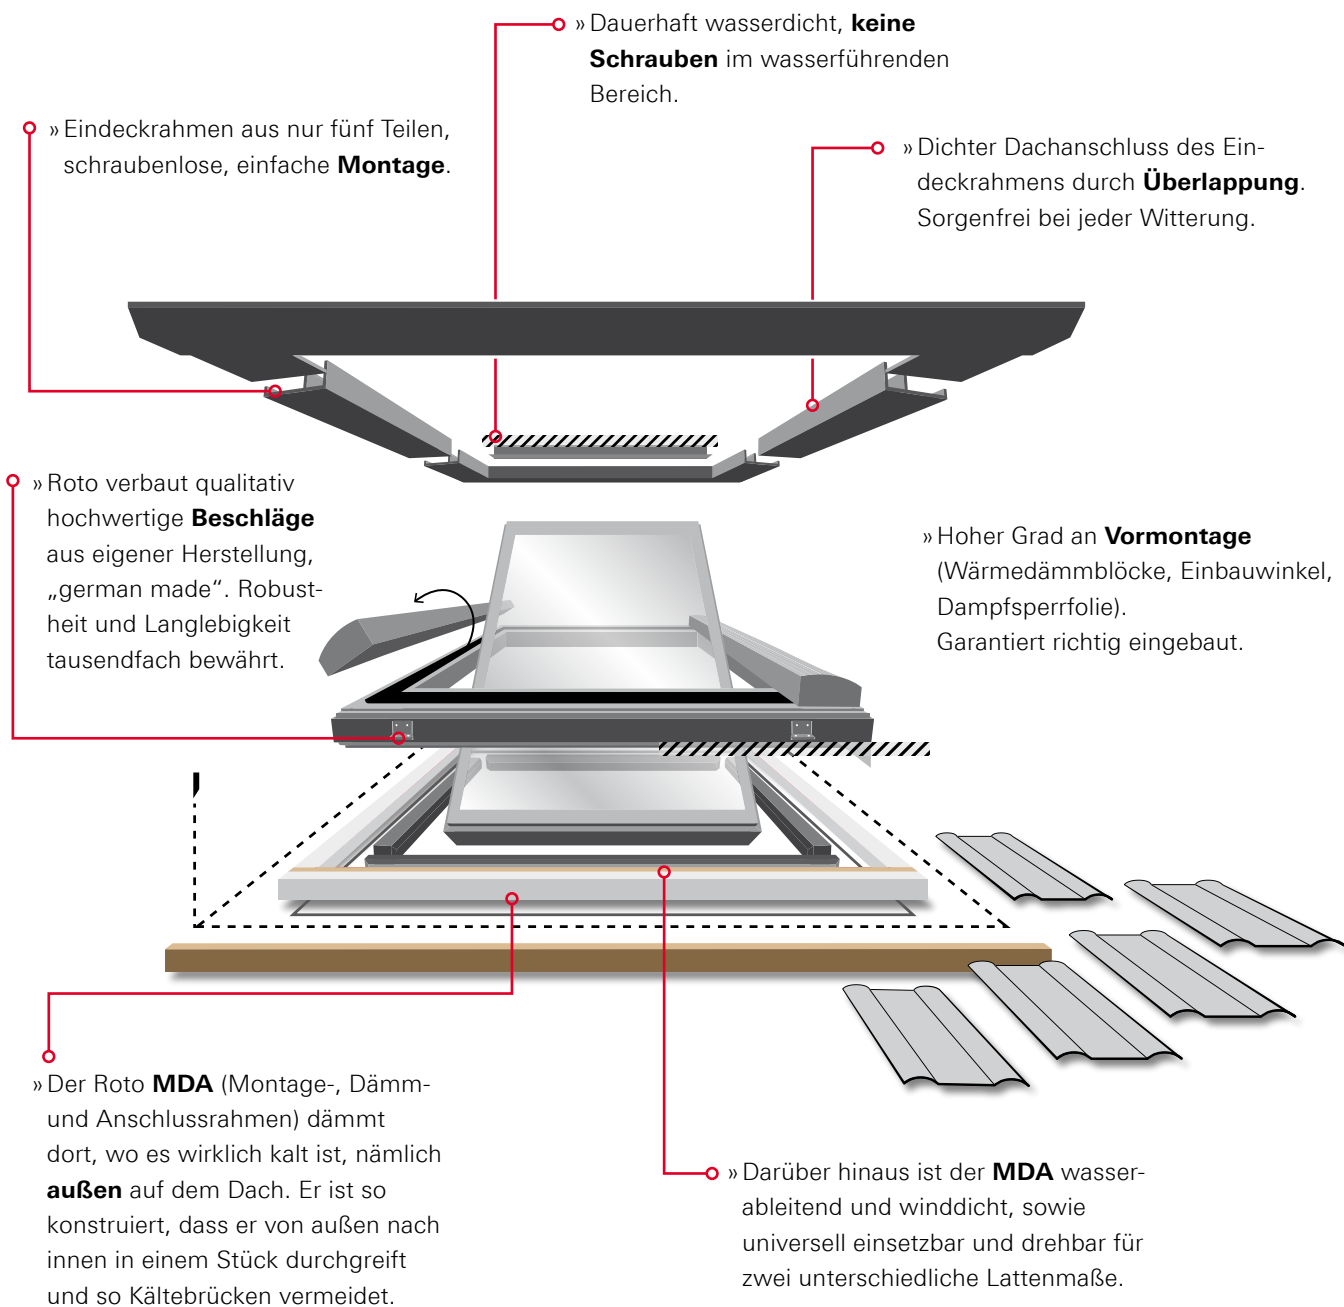 » Dauerhaft wasserdicht, keine
Schrauben im wasserführenden
Bereich.
» Eindeckrahmen aus nur fünf Teilen,
schraubenlose, einfache Montage.
» Dichter Dachanschluss des Ein-
deckrahmens durch Überlappung.
Sorgenfrei bei jeder Witterung.
» Roto verbaut qualitativ
hochwertige Beschläge
aus eigener Herstellung,
„german made“. Robust-
heit und Langlebigkeit
tausendfach bewährt.
» Hoher Grad an Vormontage
(Wärmedämmblöcke, Einbauwinkel,
Dampfsperrfolie).
Garantiert richtig eingebaut.
» Der Roto MDA (Montage-, Dämm-
und Anschlussrahmen) dämmt
dort, wo es wirklich kalt ist, nämlich
außen auf dem Dach. Er ist so
konstruiert, dass er von außen nach
innen in einem Stück durchgreift
und so Kältebrücken vermeidet.
» Darüber hinaus ist der MDA wasser-
ableitend und winddicht, sowie
universell einsetzbar und drehbar für
zwei unterschiedliche Lattenmaße.